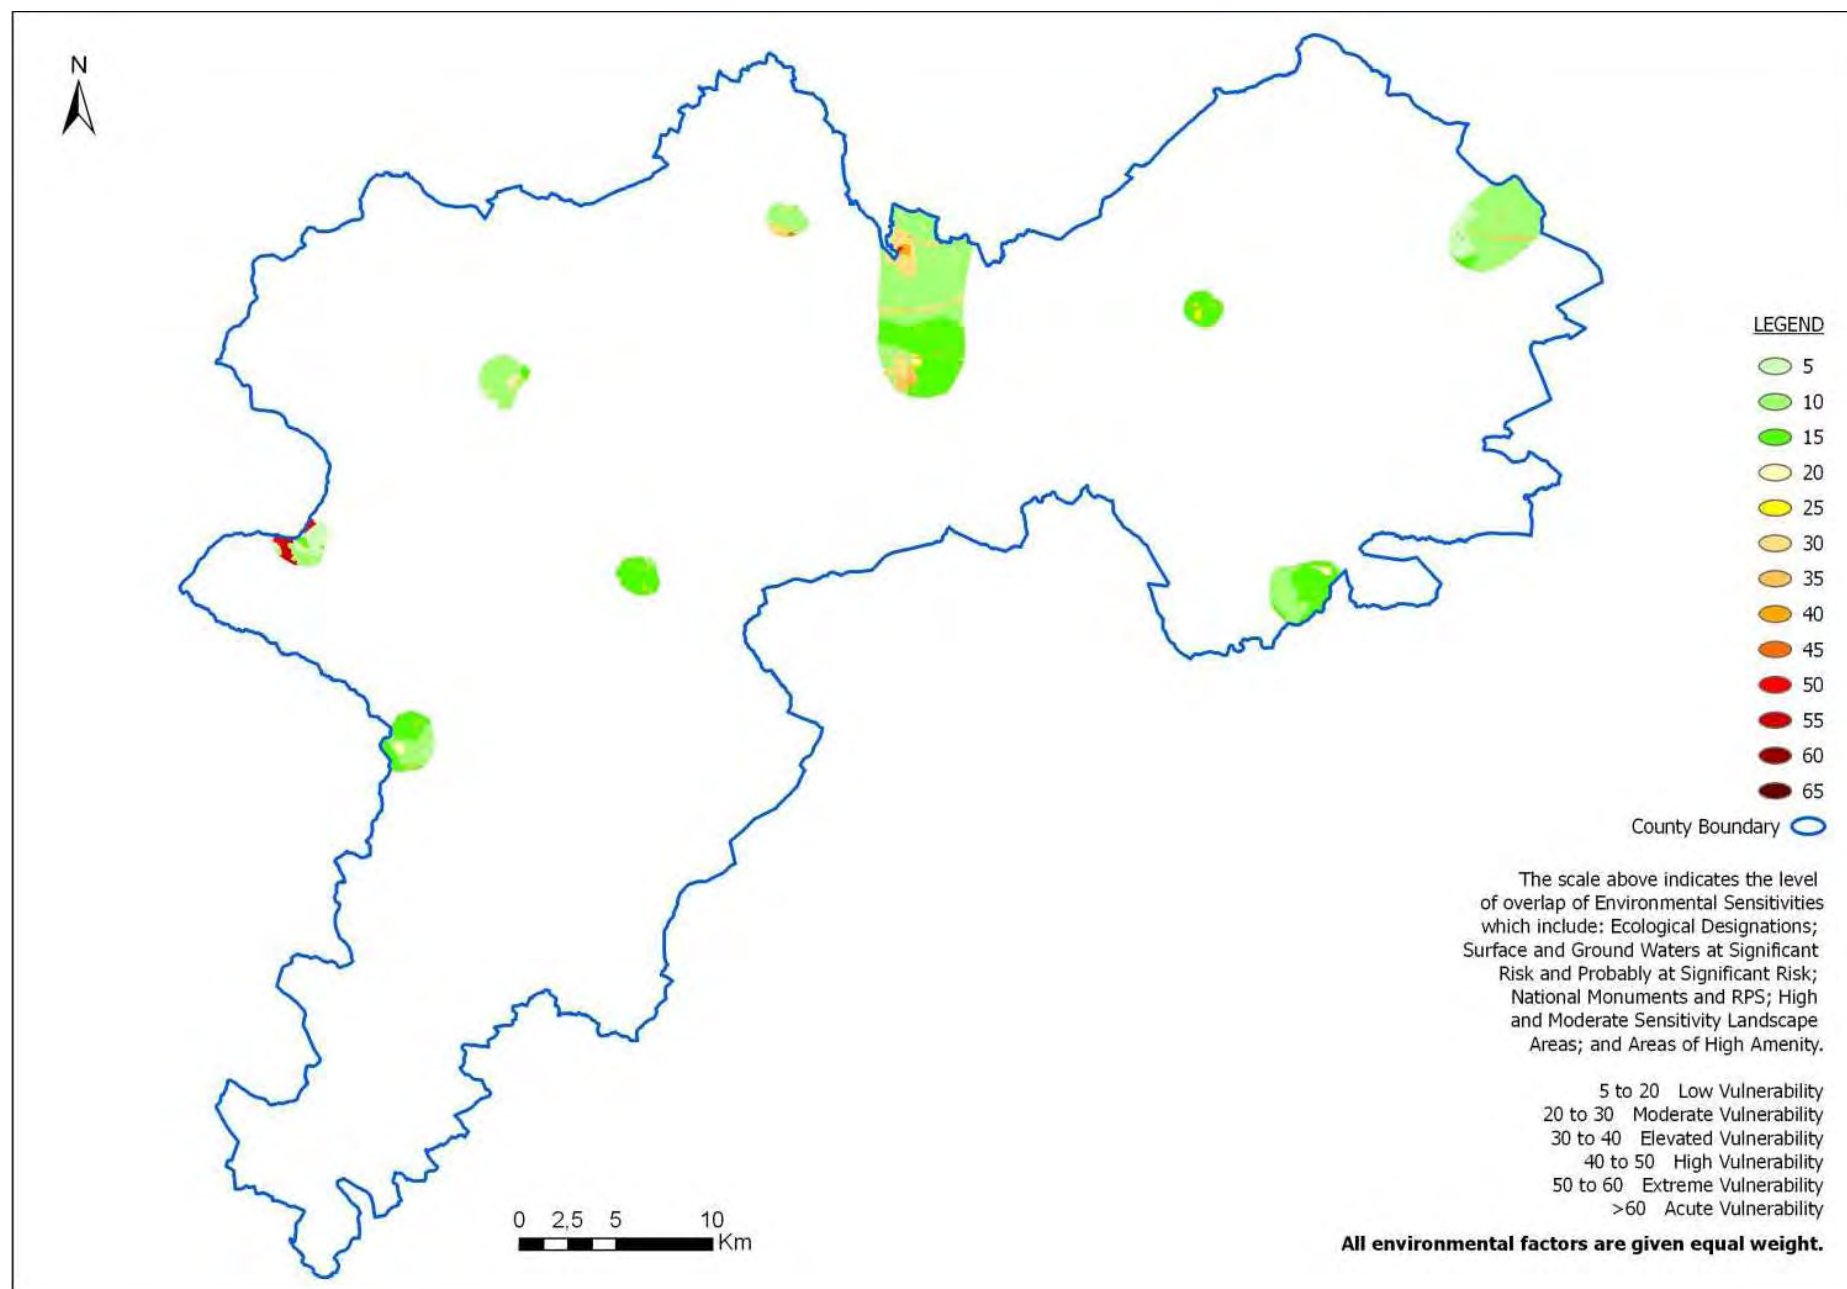 N
LEGEND
5
10
15
20
25
30
35
40
45
50
55
60
65
County Boundary
The scale above indicates the level
of overlap of Environmental Sensitivities
which include: Ecological Designations;
Surface and Ground Waters at Significant
Risk and Probably at Significant Risk;
National Monuments and RPS; High
and Moderate Sensitivity Landscape
Areas; and Areas of High Amenity.
5 to 20 Low Vulnerability
20 to 30 Moderate Vulnerability
30 to 40 Elevated Vulnerability
40 to 50 High Vulnerability
50 to 60 Extreme Vulnerability
>60 Acute Vulnerability
0 2,5 5 10
Km
All environmental factors are given equal weight.